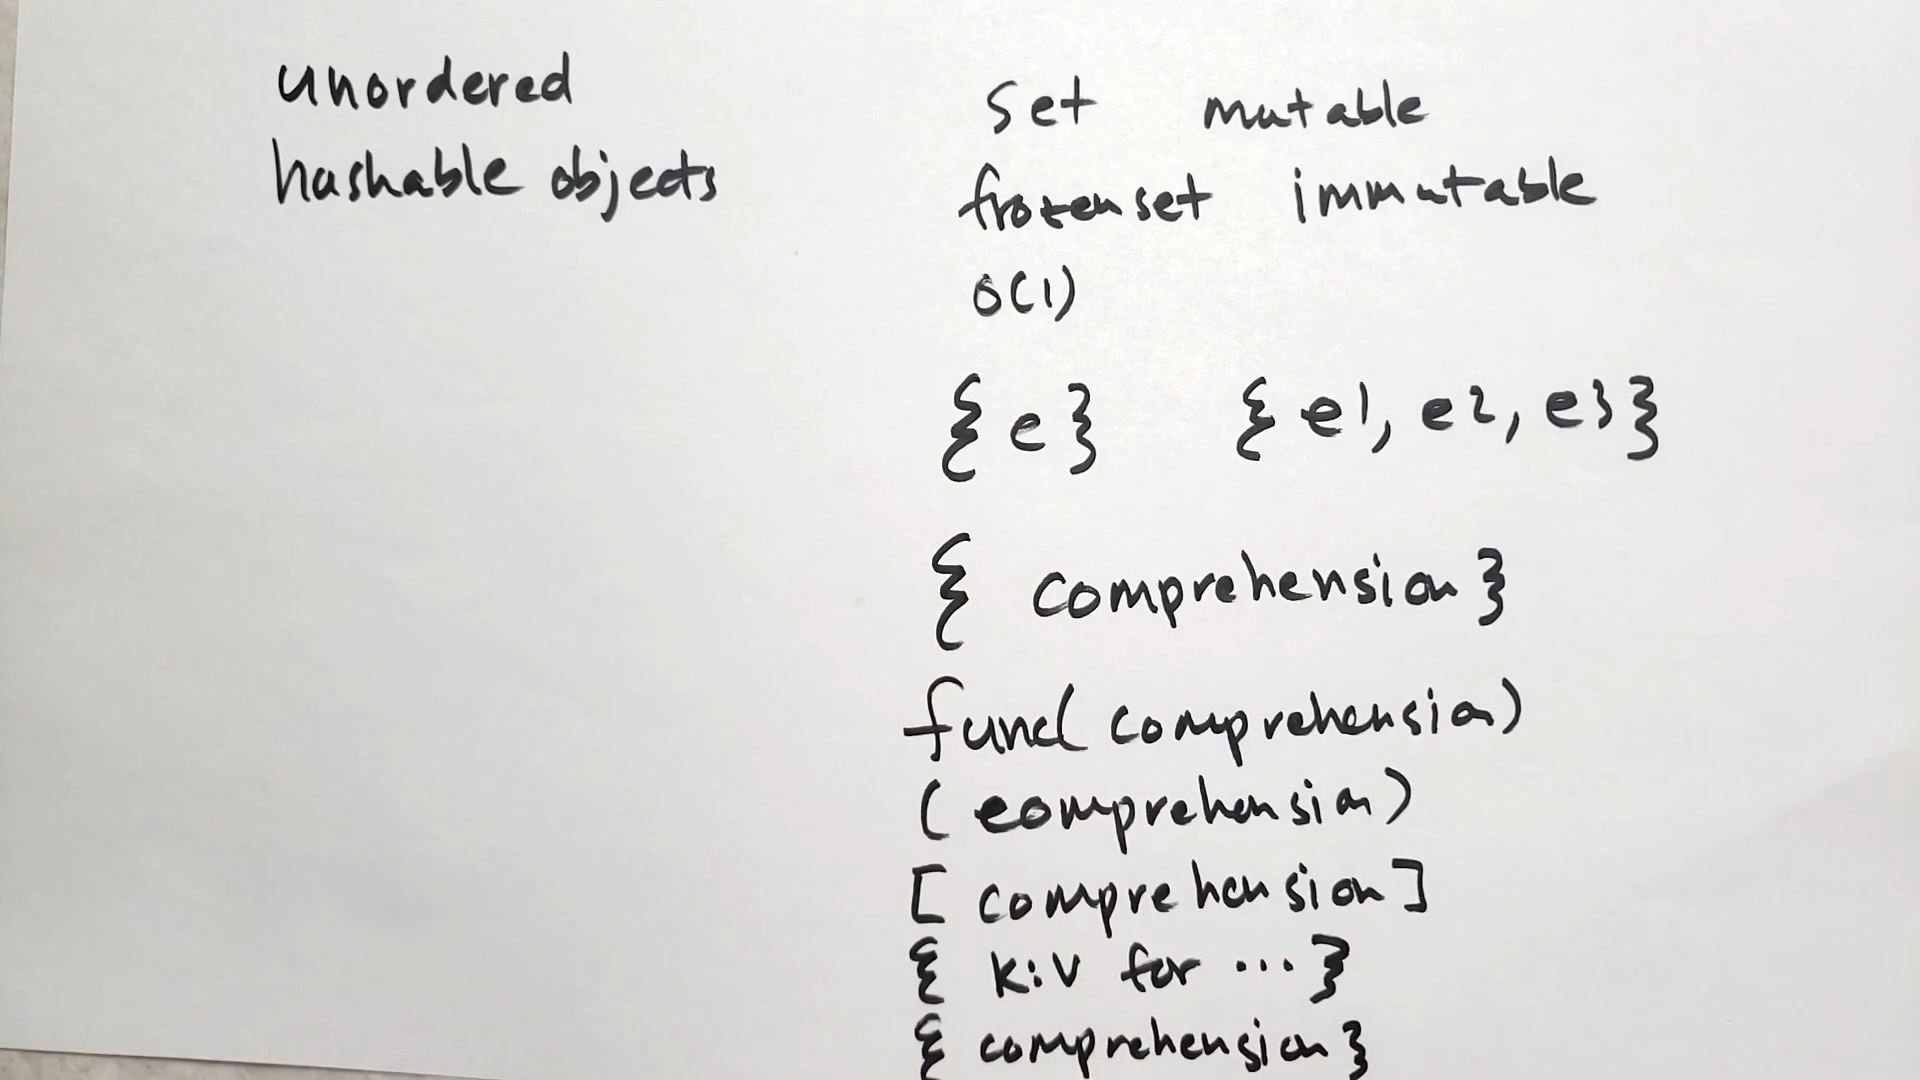 unordered
hashable objects
set mutable
frozenset immutable
O(1)
{e} {e1, e2, e3}
{ comprehension}
func( comprehension)
( comprehension)
[ comprehension]
{ K:V for ... }
{ comprehension}